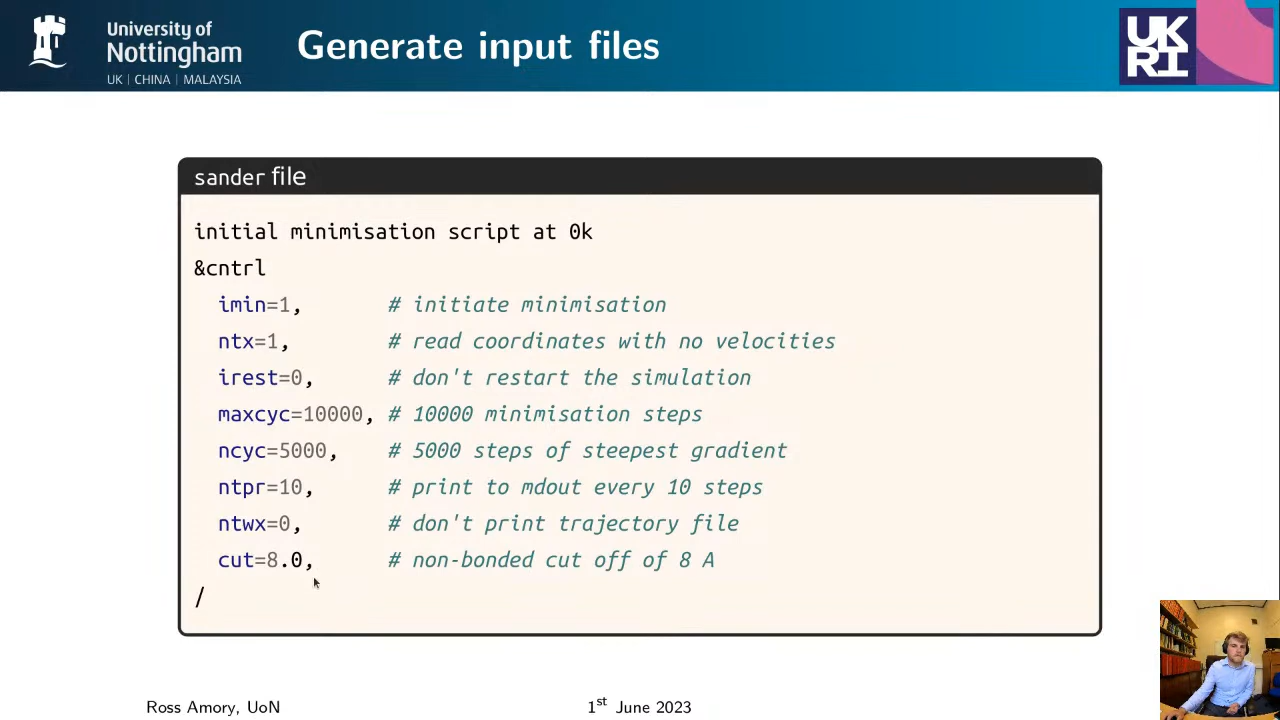 University of
Nottingham
UK | CHINA | MALAYSIA
Generate input files
UK
RI
sander file
initial minimisation script at 0k
&cntrl
imin=1, # initiate minimisation
ntx=1, # read coordinates with no velocities
irest=0, # don't restart the simulation
maxcyc=10000, # 10000 minimisation steps
ncyc=5000, # 5000 steps of steepest gradient
ntpr=10, # print to mdout every 10 steps
ntwx=0, # don't print trajectory file
cut=8.0, # non-bonded cut off of 8 A
/
Ross Amory, UoN
1st June 2023